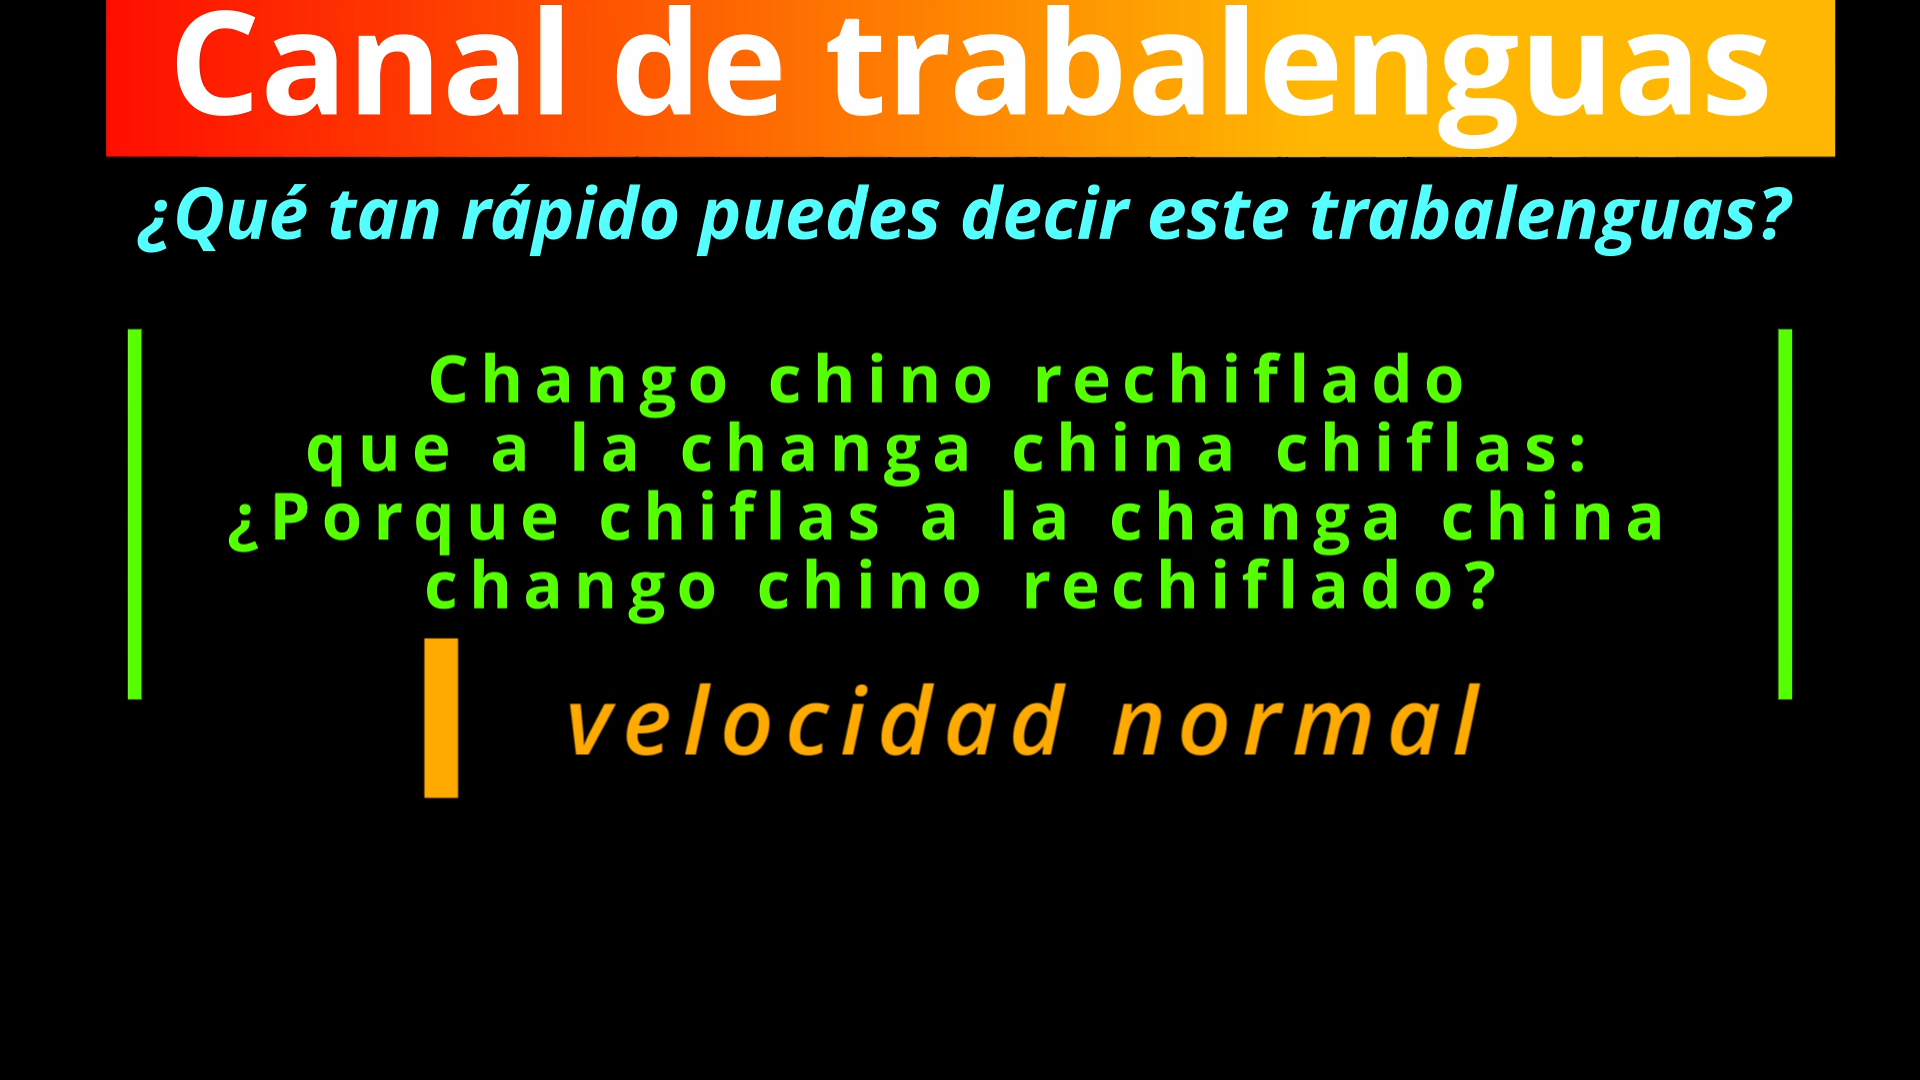 Canal de trabalenguas
¿Qué tan rápido puedes decir este trabalenguas?
Chango chino rechiflado
que a la changa china chiflas:
¿Porque chiflas a la changa china
chango chino rechiflado?
velocidad normal